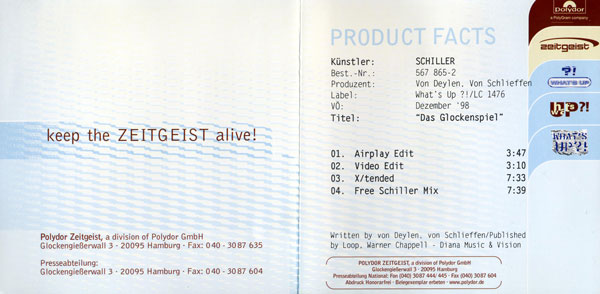 keep the ZEITGEIST alive!
Polydor Zeitgeist, a division of Polydor GmbH
Glockengießerwall 3 · 20095 Hamburg · Fax: 040 · 30 87 635
Presseabteilung:
Glockengießerwall 3 · 20095 Hamburg · Fax: 040 · 30 87 604
PRODUCT FACTS
Künstler: SCHILLER
Best.-Nr.: 567 865-2
Produzent: Von Deylen, Von Schlieffen
Label: What's Up ?!/LC 1476
VÖ: Dezember '98
Titel: "Das Glockenspiel"
01. Airplay Edit 3:47
02. Video Edit 3:10
03. X/tended 7:33
04. Free Schiller Mix 7:39
Written by von Deylen, von Schlieffen/Published
by Loop, Warner Chappell - Diana Music & Vision
POLYDOR ZEITGEIST, a division of Polydor GmbH
Glockengießerwall 3 · 20095 Hamburg
Presseabteilung National: Fon (040) 3087 444/445 · Fax (040) 3087 604
Abdruck Honorarfrei · Belegexemplar erbeten · www.polydor.de
Polydor
a PolyGram company
zeitgeist
?!
WHAT'S UP
?!
WHAT'S
UP?!